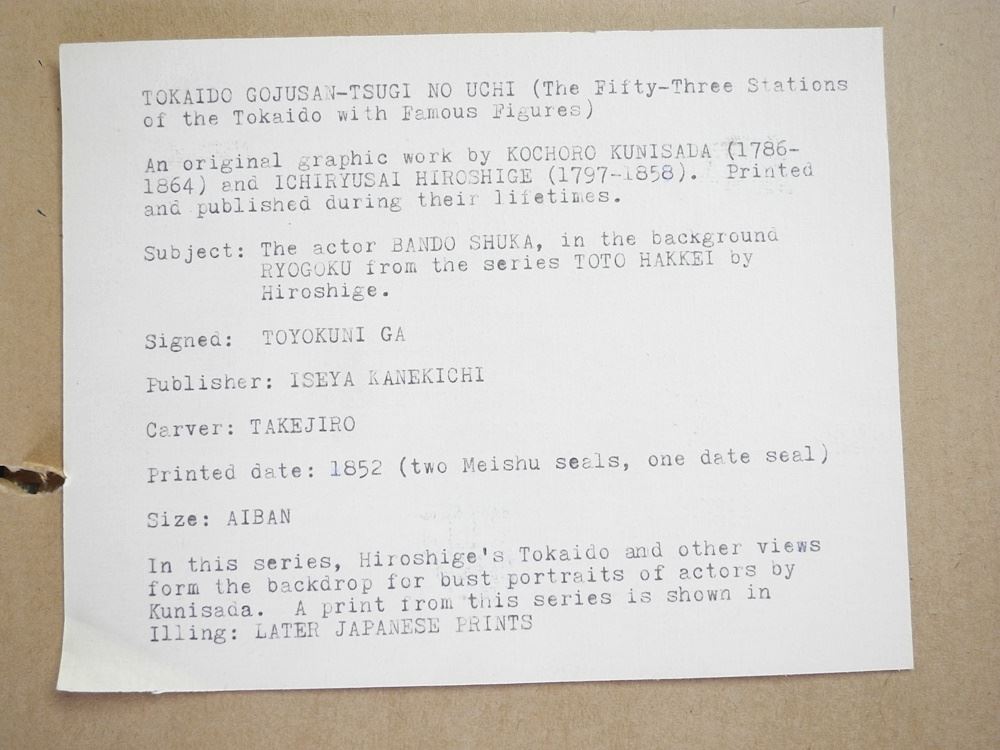 TOKAIDO GOJUSAN-TSUGI NO UCHI (The Fifty-Three Stations
of the Tokaido with Famous Figures)
An original graphic work by KOCHORO KUNISADA (1786-
1864) and ICHIRYUSAI HIROSHIGE (1797-1858). Printed
and published during their lifetimes.
Subject: The actor BANDO SHUKA, in the background
RYOGOKU from the series TOTO HAKKEI by
Hiroshige.
Signed: TOYOKUNI GA
Publisher: ISEYA KANEKICHI
Carver: TAKEJIRO
Printed date: 1852 (two Meishu seals, one date seal)
Size: AIBAN
In this series, Hiroshige's Tokaido and other views
form the backdrop for bust portraits of actors by
Kunisada. A print from this series is shown in
Illing: LATER JAPANESE PRINTS